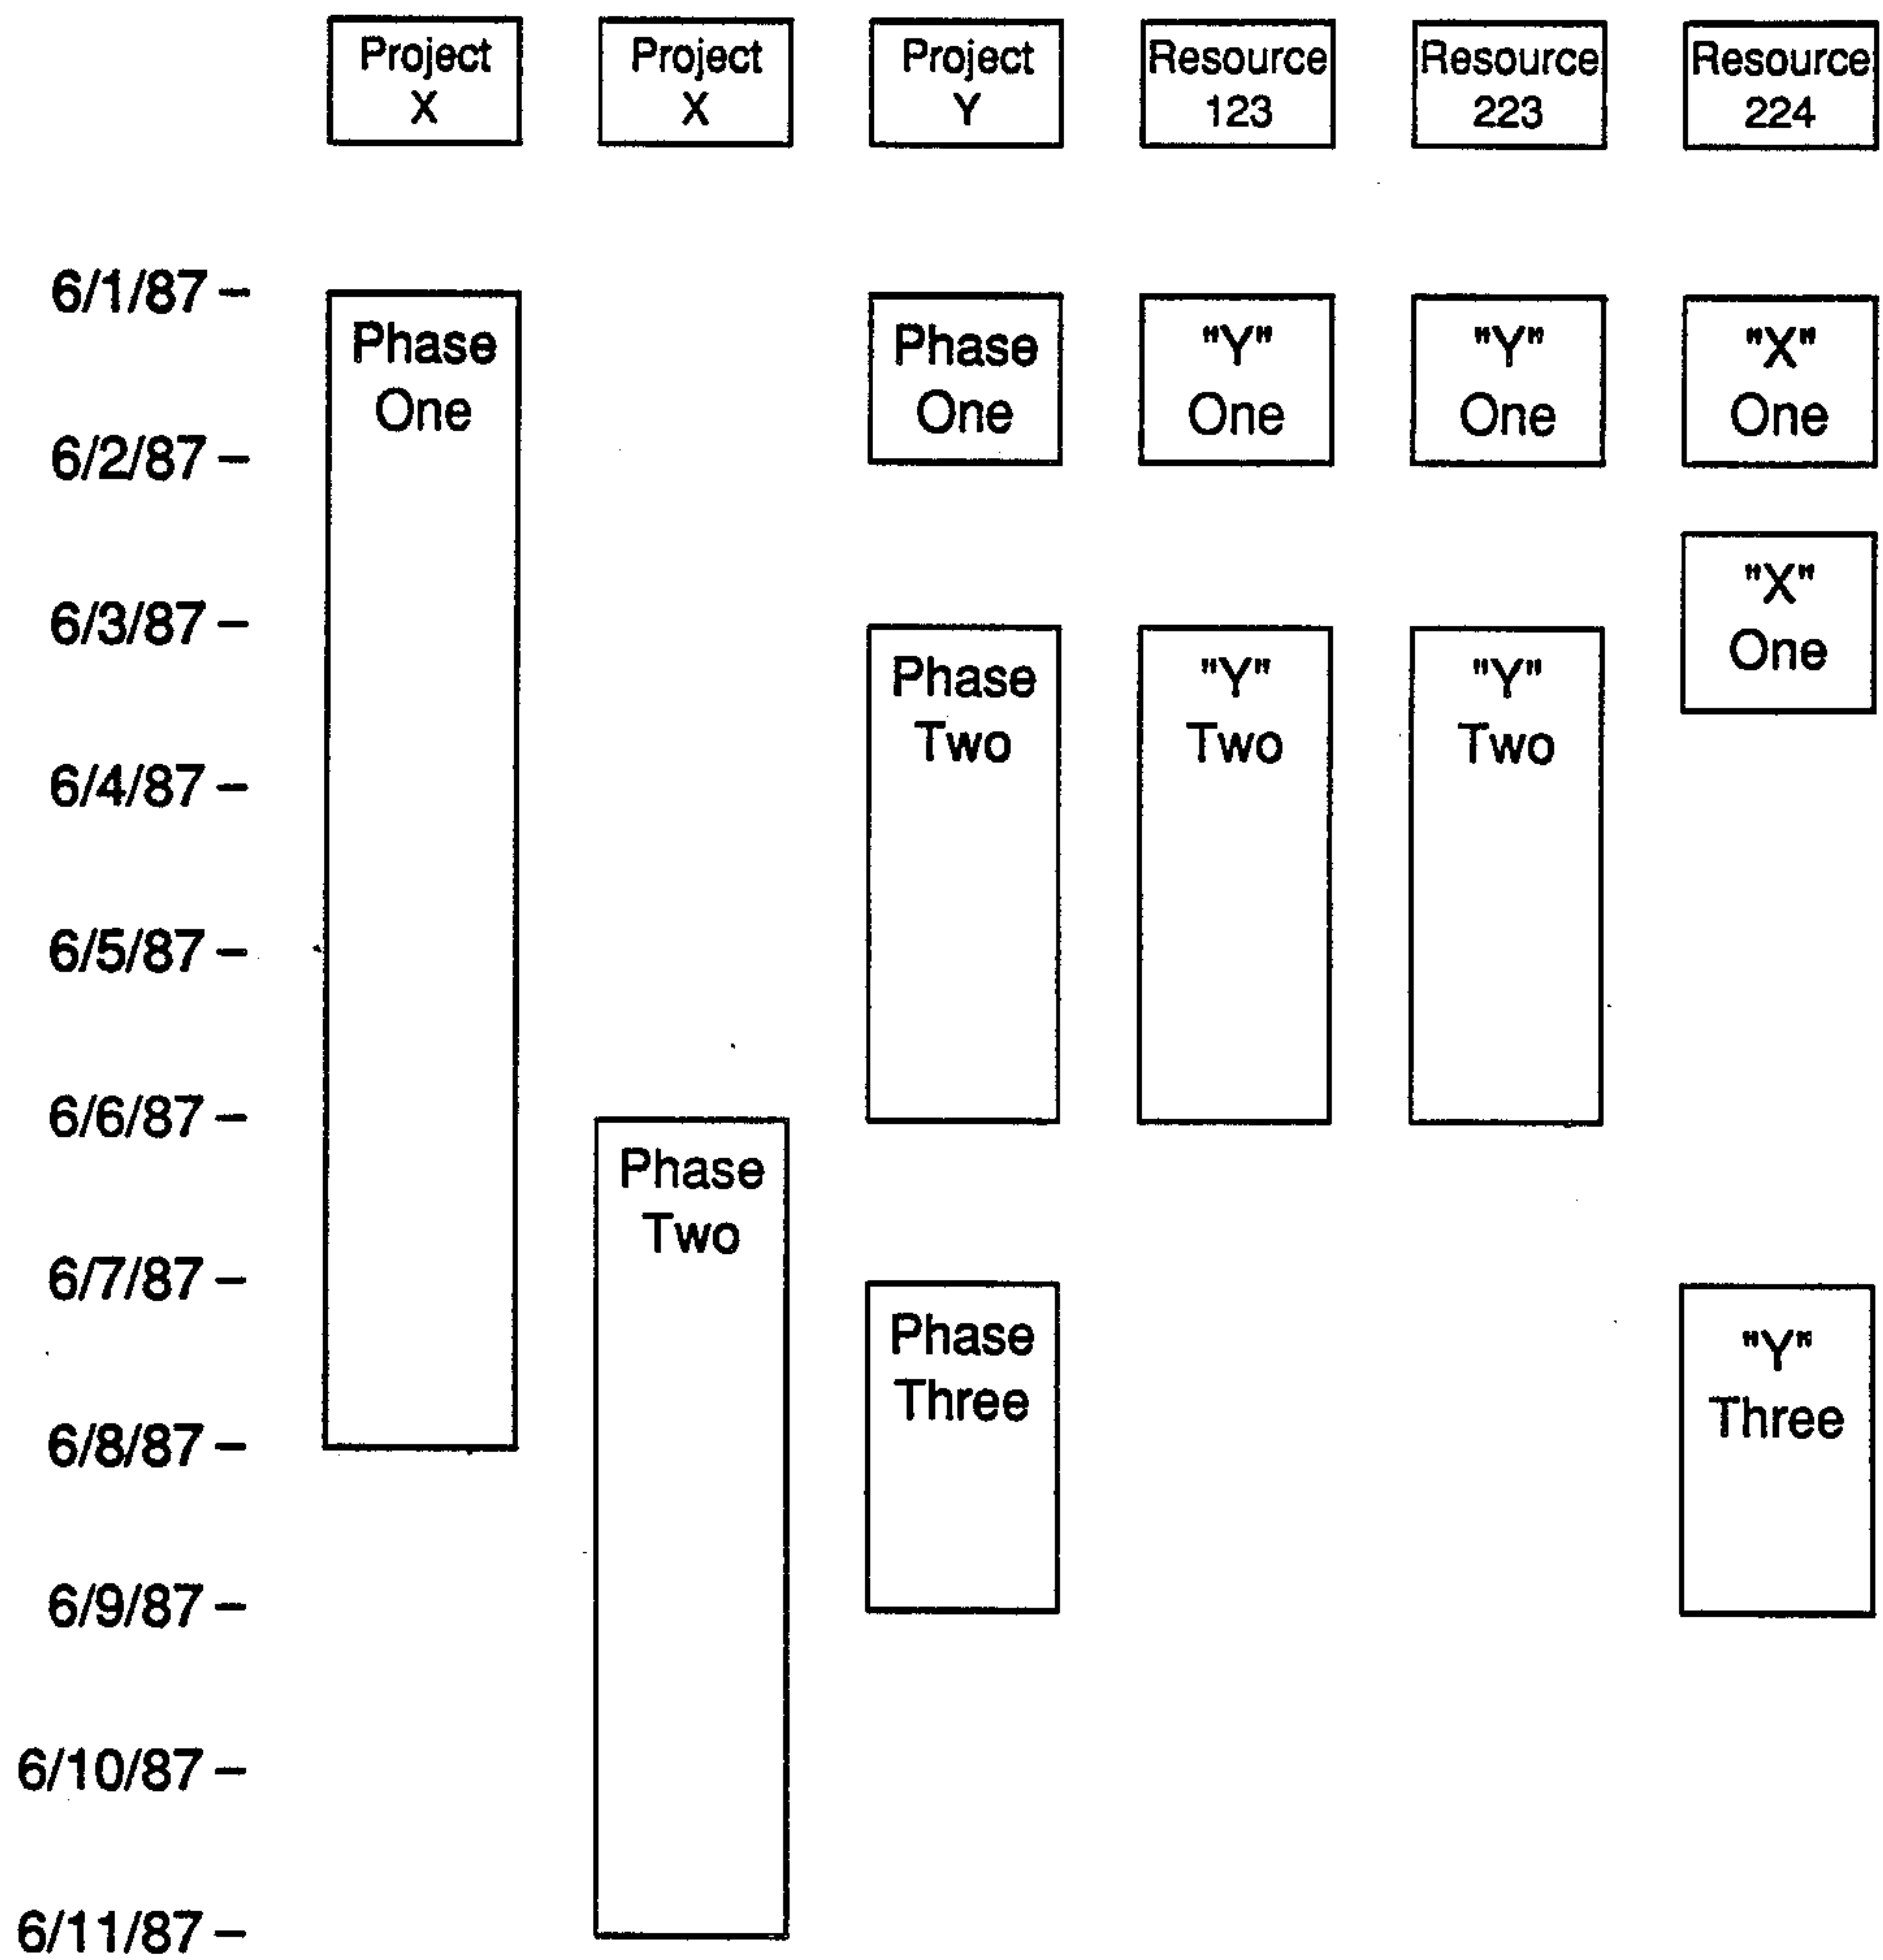 Project
X
Project
X
Project
Y
Resource
123
Resource
223
Resource
224
6/1/87 –
Phase
One
Phase
One
"Y"
One
"Y"
One
"X"
One
6/2/87 –
"X"
One
6/3/87 –
Phase
Two
"Y"
Two
"Y"
Two
6/4/87 –
6/5/87 –
6/6/87 –
Phase
Two
6/7/87 –
Phase
Three
"Y"
Three
6/8/87 –
6/9/87 –
6/10/87 –
6/11/87 –